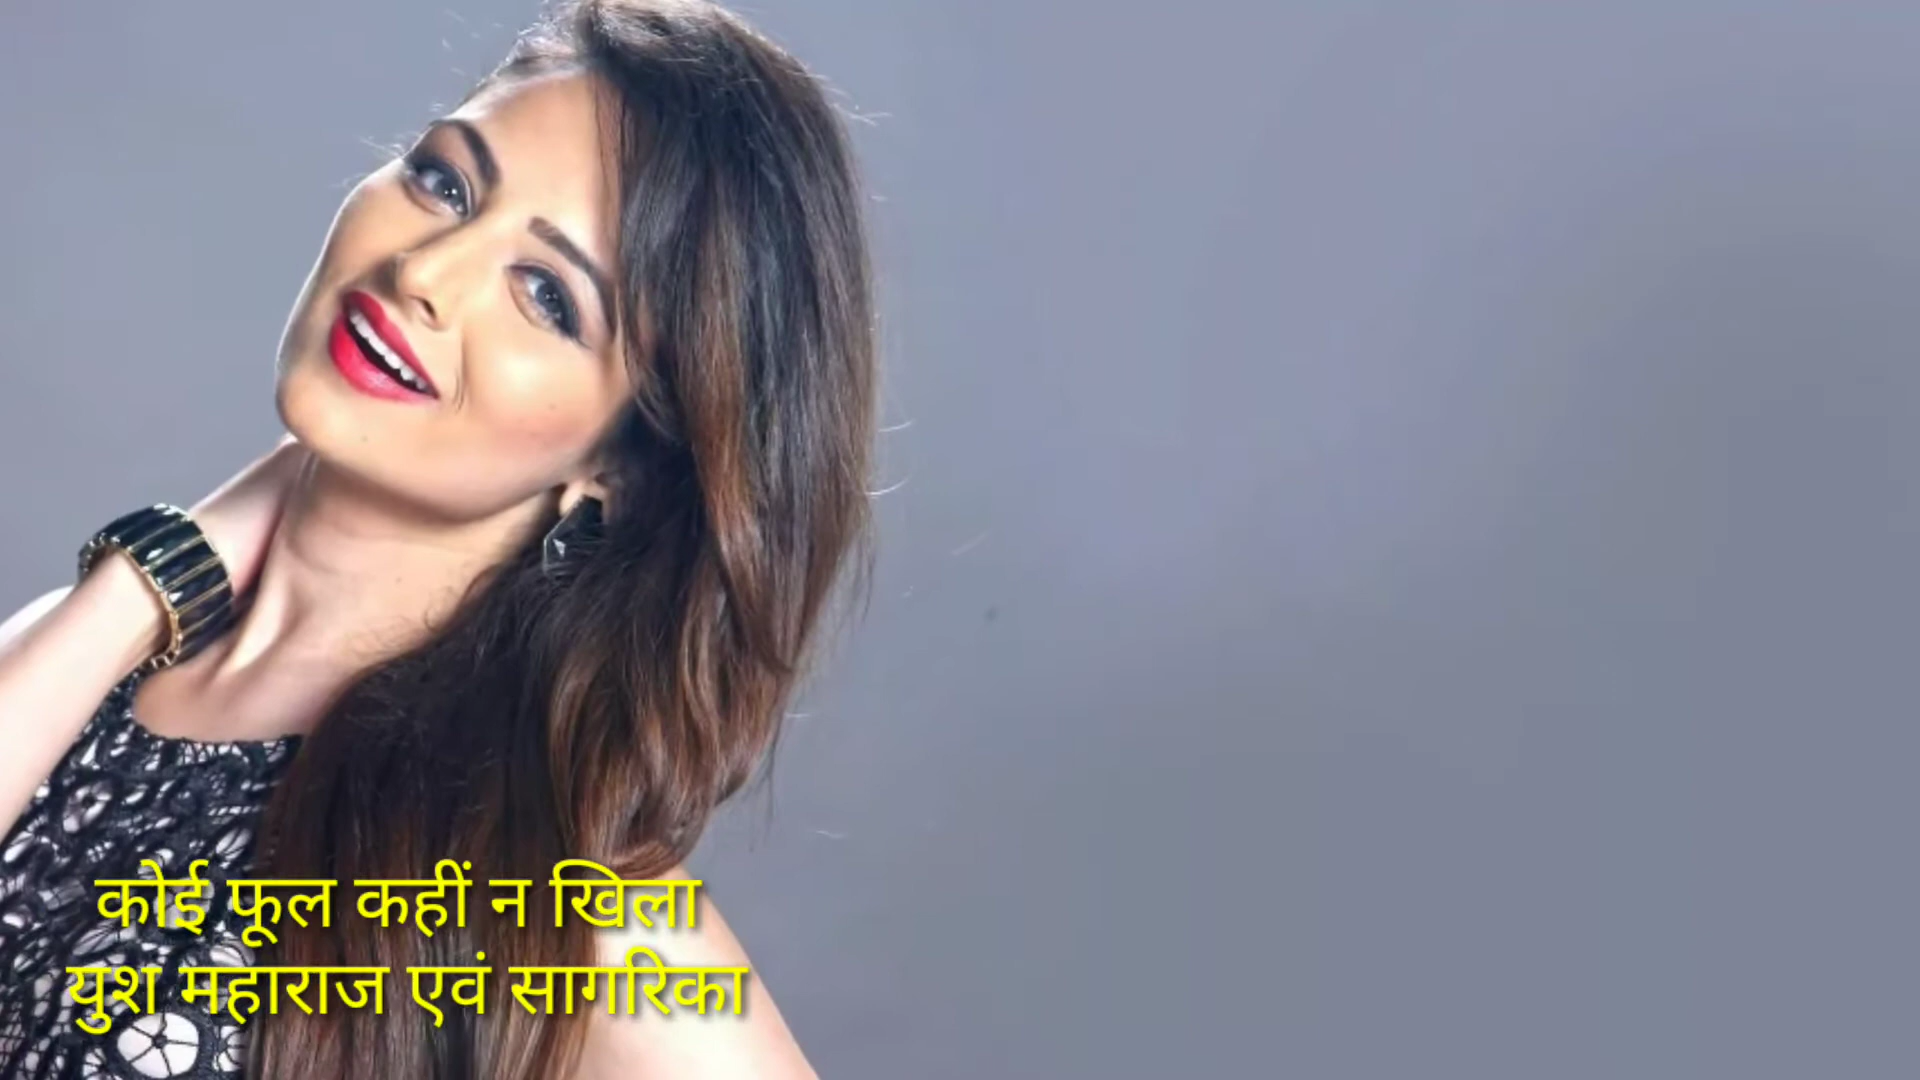 कोई फूल कहीं न खिला
युश महाराज एवं सागरिका